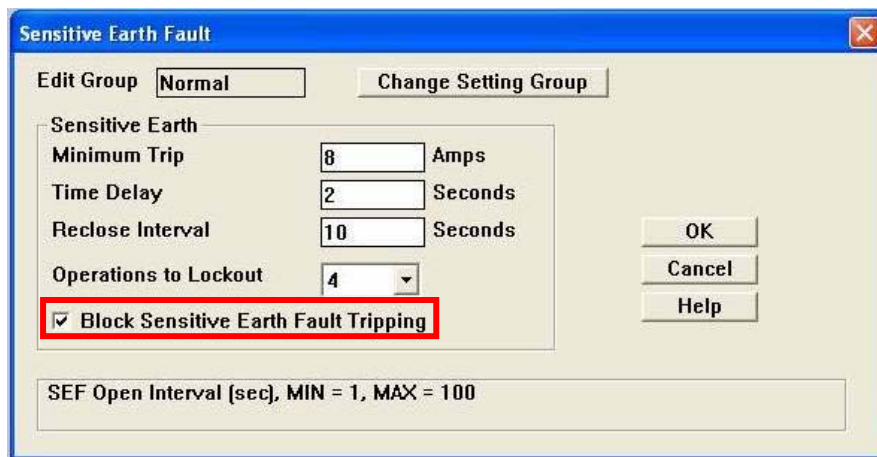 Sensitive Earth Fault
Edit Group Normal Change Setting Group
Sensitive Earth
Minimum Trip 8 Amps
Time Delay 2 Seconds
Reclose Interval 10 Seconds
Operations to Lockout 4
Block Sensitive Earth Fault Tripping
OK
Cancel
Help
SEF Open Interval (sec), MIN = 1, MAX = 100